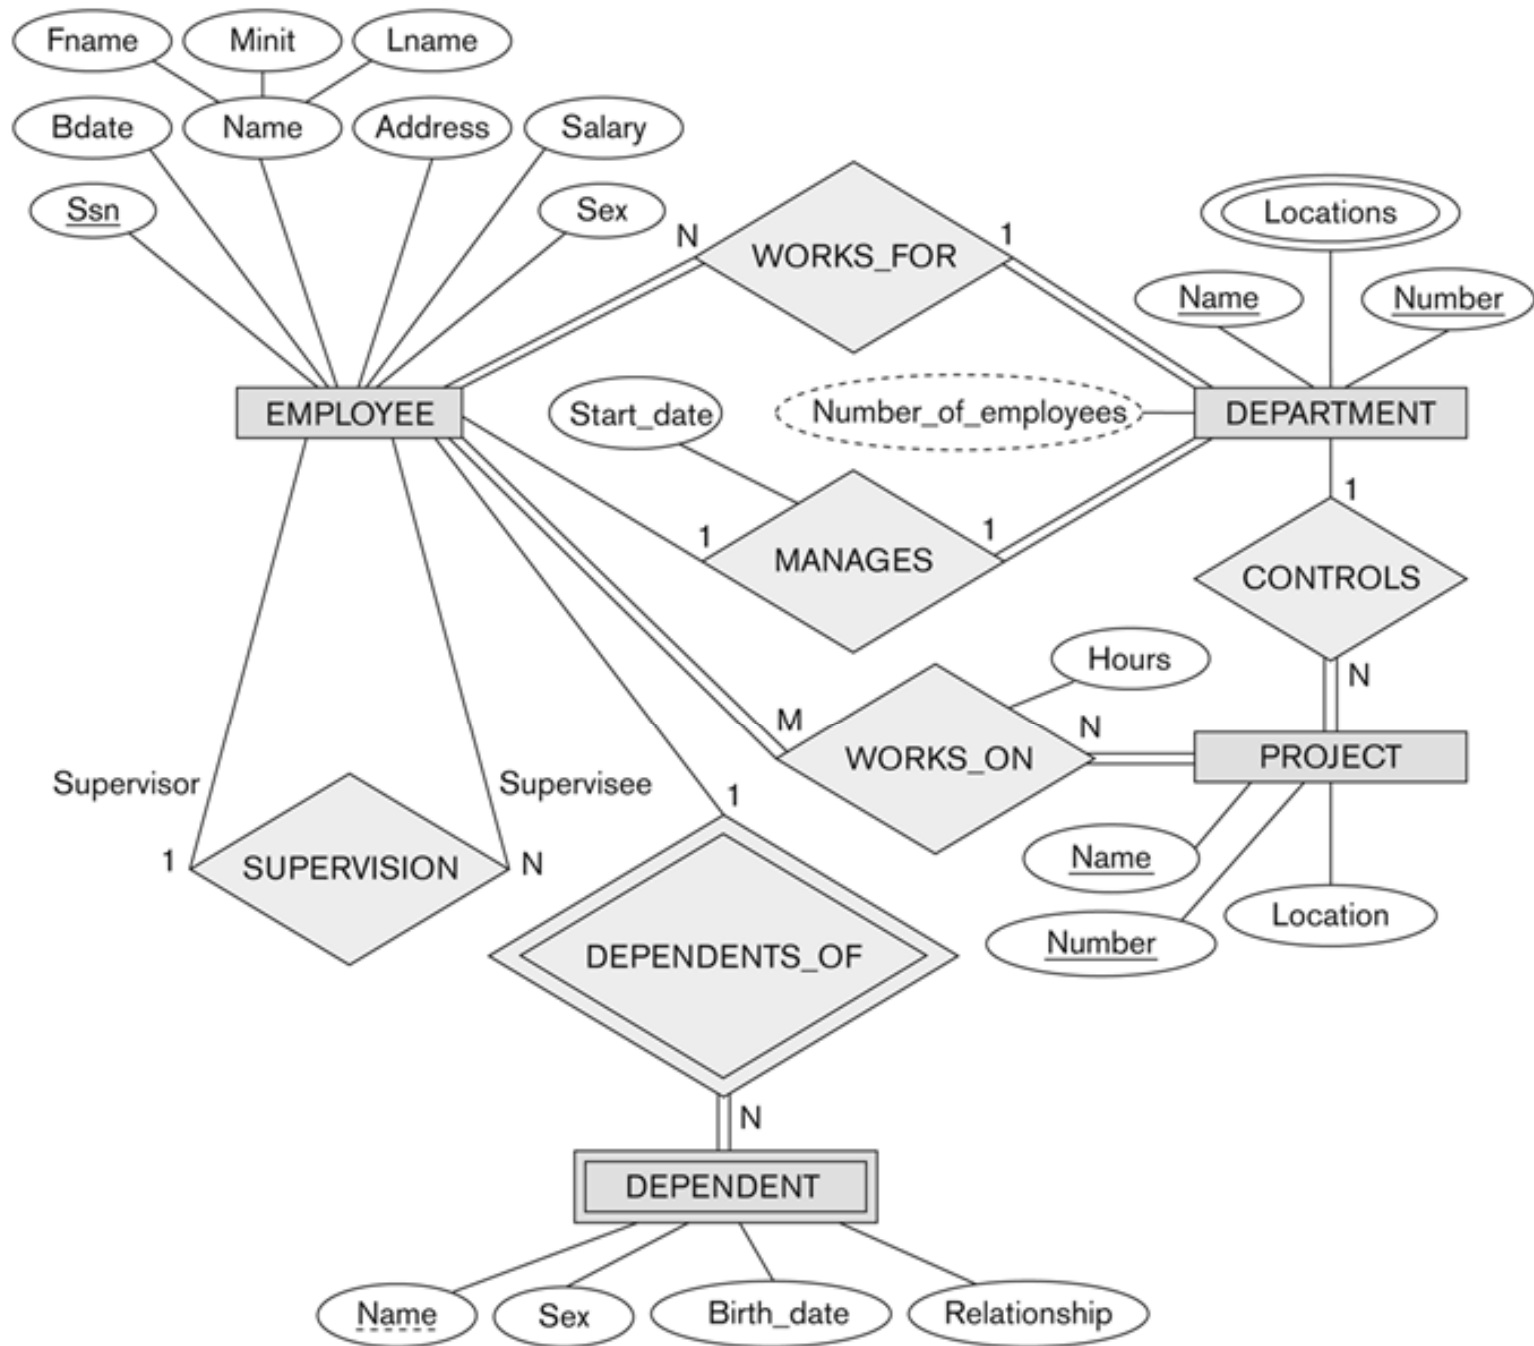 Fname
Minit
Lname
Bdate
Name
Address
Salary
Ssn
Sex
WORKS_FOR
N
1
Locations
Name
Number
EMPLOYEE
Start_date
Number_of_employees
DEPARTMENT
1
MANAGES
1
1
CONTROLS
N
Hours
M
WORKS_ON
N
PROJECT
Supervisor
Supervisee
1
SUPERVISION
N
1
Name
Number
Location
DEPENDENTS_OF
N
DEPENDENT
Name
Sex
Birth_date
Relationship